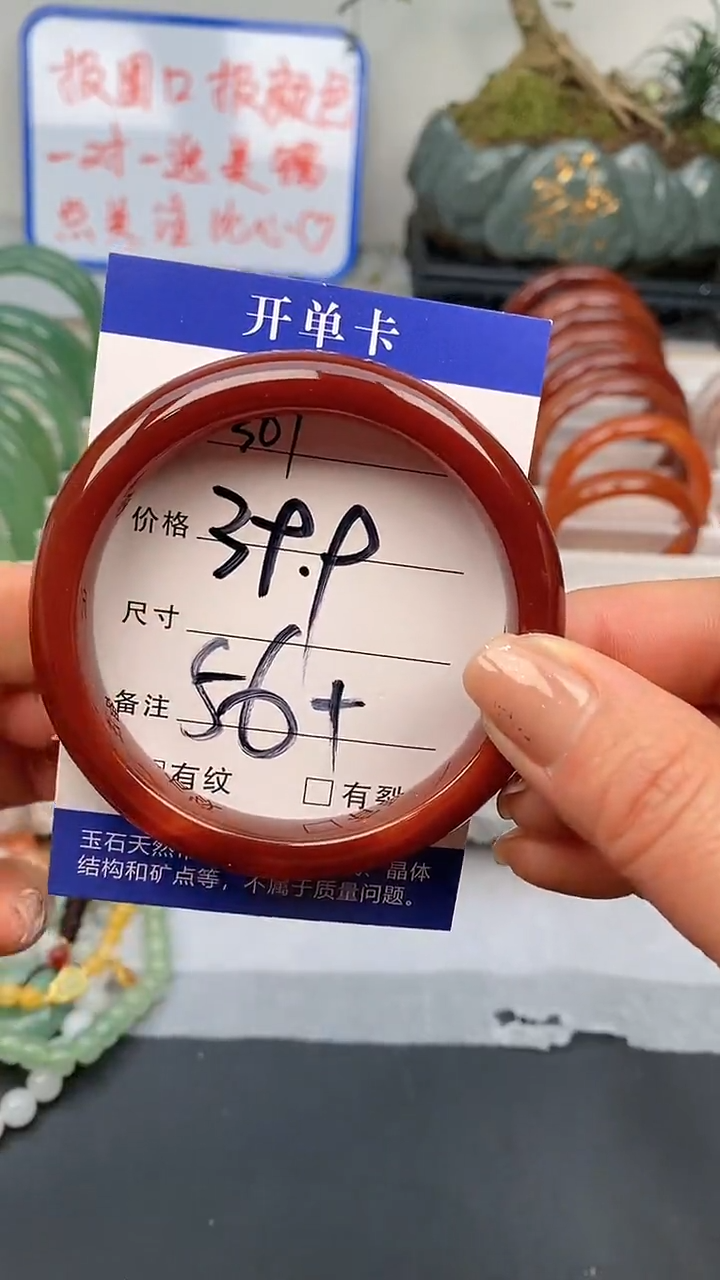 报圈口报颜色
一对一选美镯
点关注比心♡
开单卡
501
价格 39.9
尺寸
备注 56+
有纹 □有裂
玉石天然 晶体
结构和矿点等，不属于质量问题。